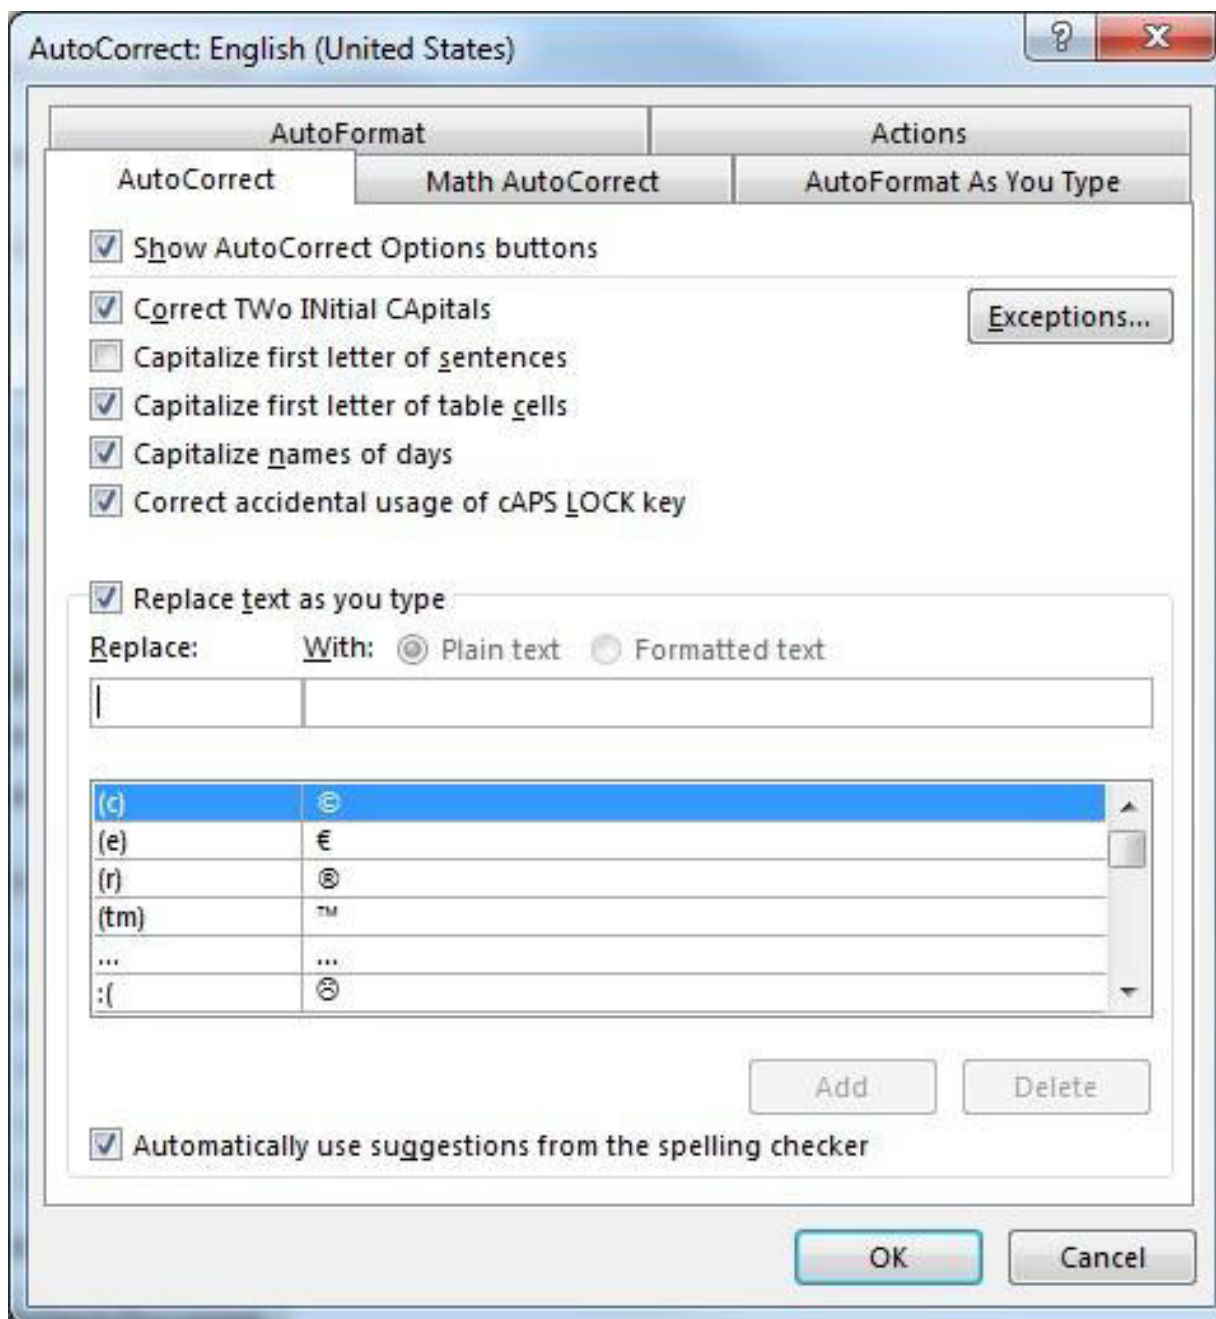 AutoCorrect: English (United States)
?
X
AutoFormat Actions
AutoCorrect Math AutoCorrect AutoFormat As You Type
Show AutoCorrect Options buttons
Correct TWo INitial CApitals
Exceptions...
Capitalize first letter of sentences
Capitalize first letter of table cells
Capitalize names of days
Correct accidental usage of cAPS LOCK key
Replace text as you type
Replace: With: Plain text Formatted text
(c) ©
(e) €
(r) ®
(tm) ™
... …
:( ☹
Add Delete
Automatically use suggestions from the spelling checker
OK Cancel